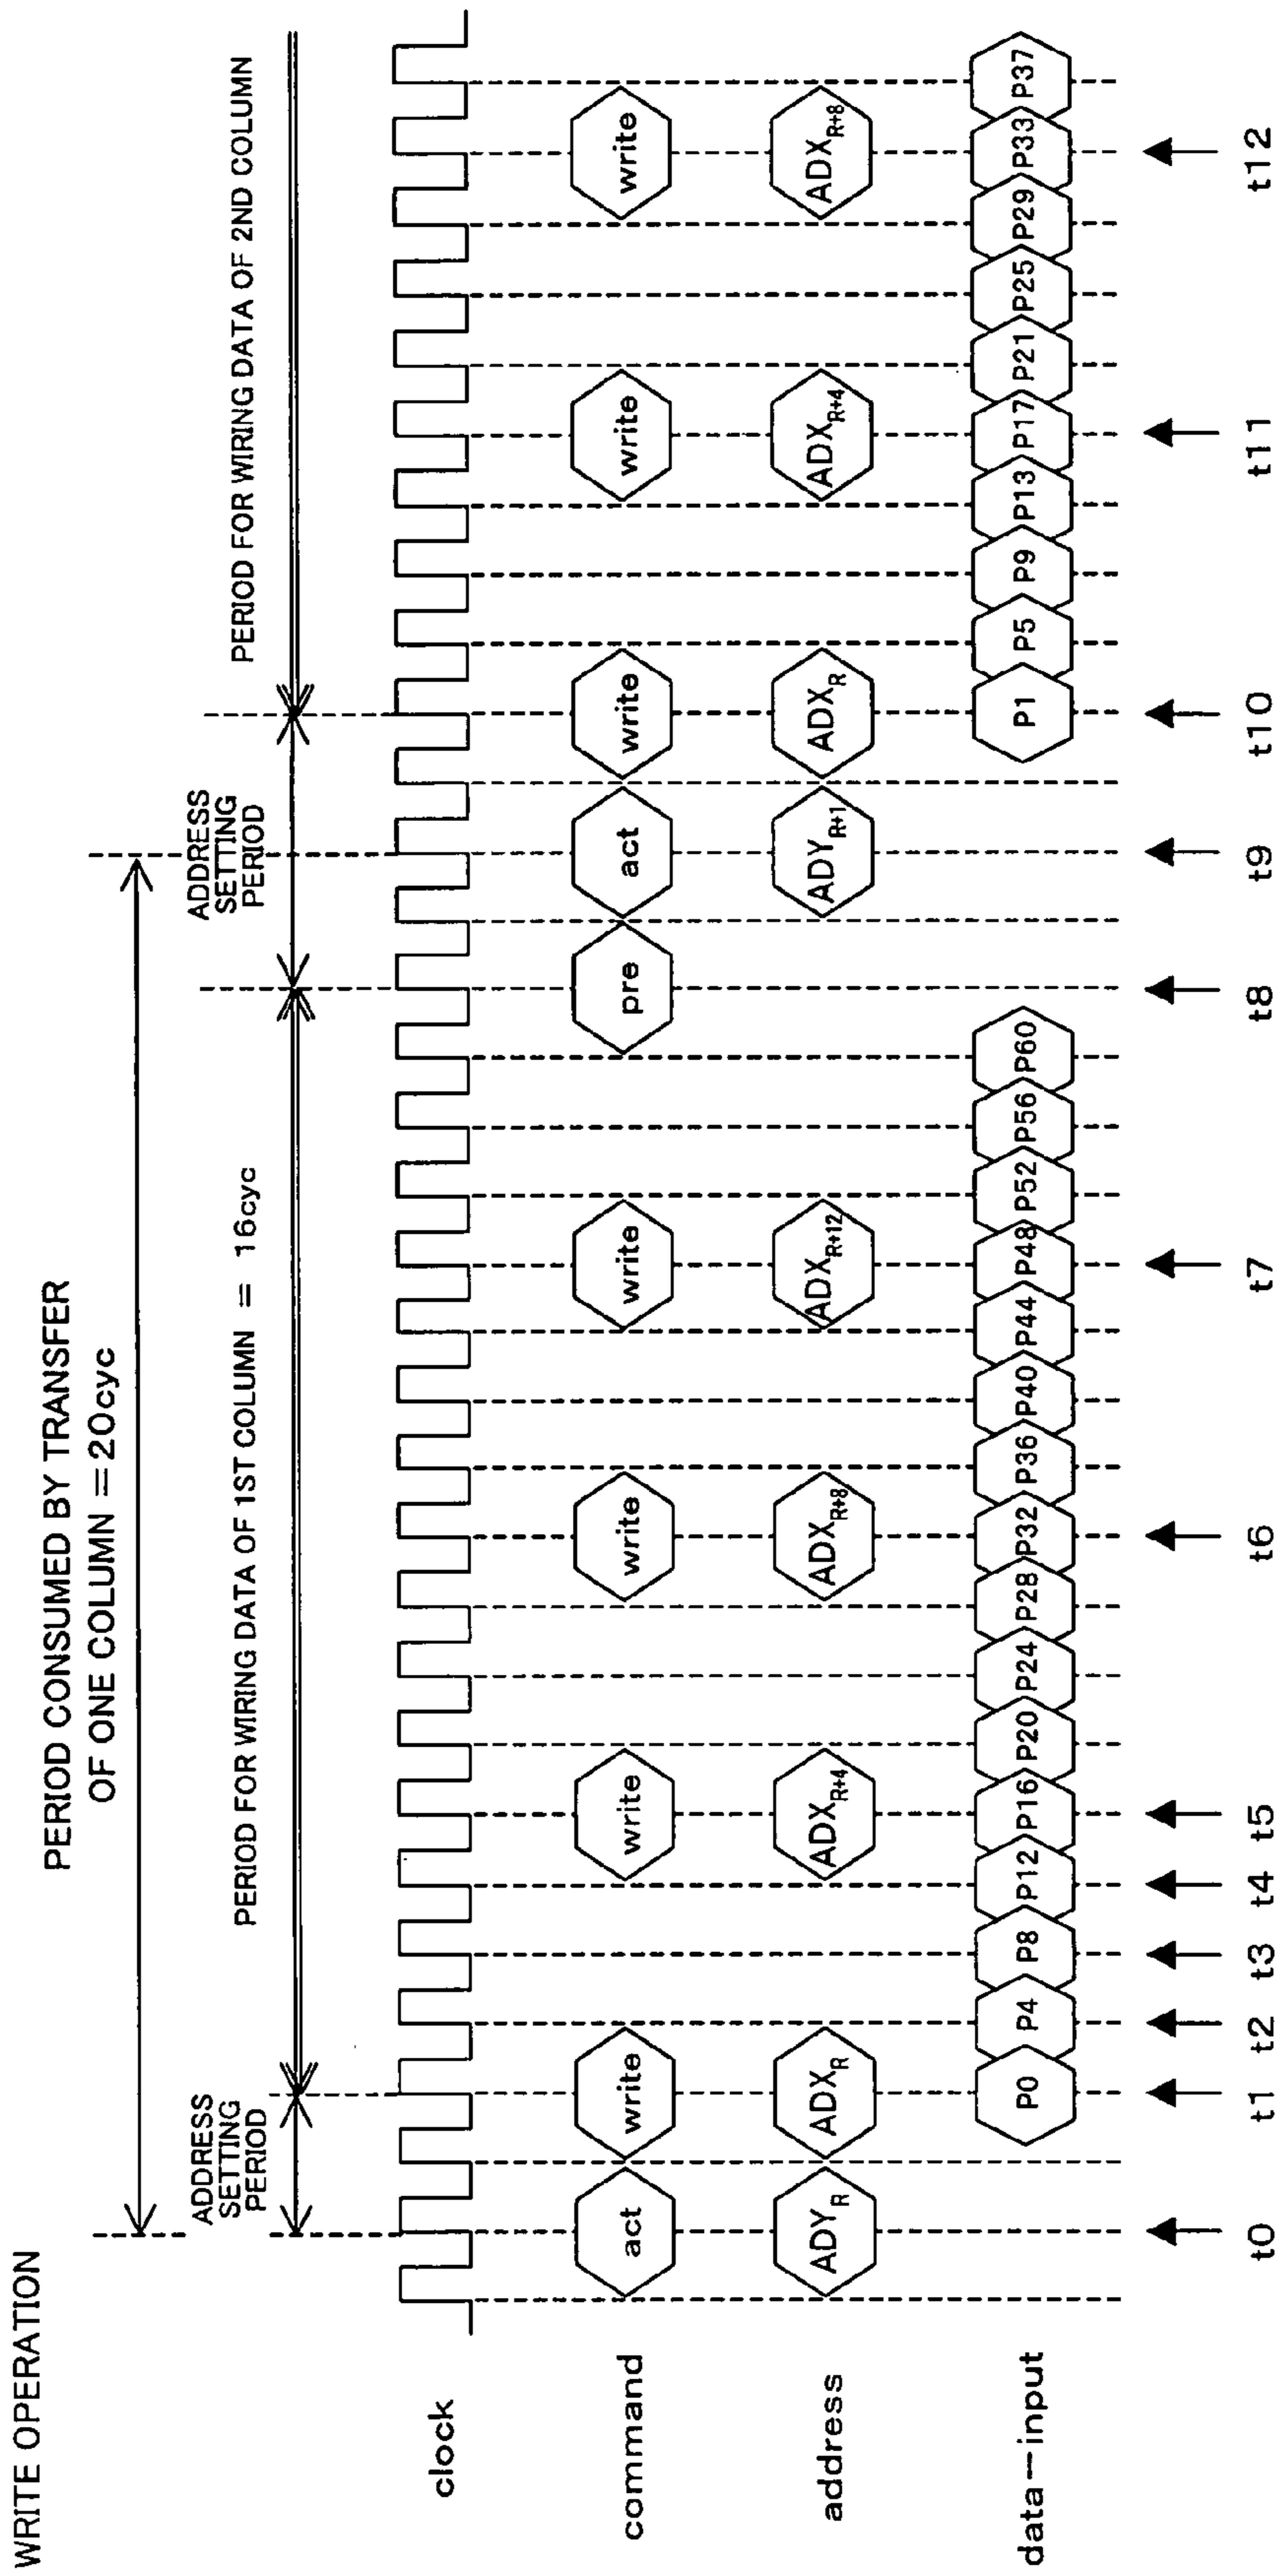 WRITE OPERATION
PERIOD CONSUMED BY TRANSFER
OF ONE COLUMN =20cyc
ADDRESS
SETTING
PERIOD
PERIOD FOR WIRING DATA OF 1ST COLUMN = 16cyc
ADDRESS
SETTING
PERIOD
PERIOD FOR WIRING DATA OF 2ND COLUMN
clock
command
act
write
write
write
write
pre
act
write
write
write
address
ADYR
ADXR
ADXR+4
ADXR+8
ADXR+12
ADYR+1
ADXR
ADXR+4
ADXR+8
data-input
P0 P4 P8 P12 P16 P20 P24 P28 P32 P36 P40 P44 P48 P52 P56 P60 P1 P5 P9 P13 P17 P21 P25 P29 P33 P37
t0 t1 t2 t3 t4 t5 t6 t7 t8 t9 t10 t11 t12